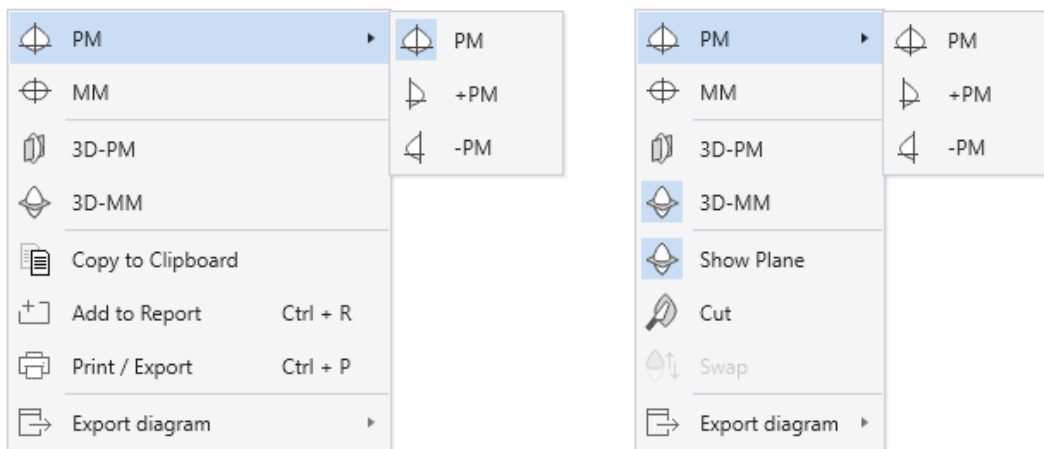 PM
MM
3D-PM
3D-MM
Copy to Clipboard
Add to Report Ctrl + R
Print / Export Ctrl + P
Export diagram
PM
+PM
-PM
PM
MM
3D-PM
3D-MM
Show Plane
Cut
Swap
Export diagram
PM
+PM
-PM